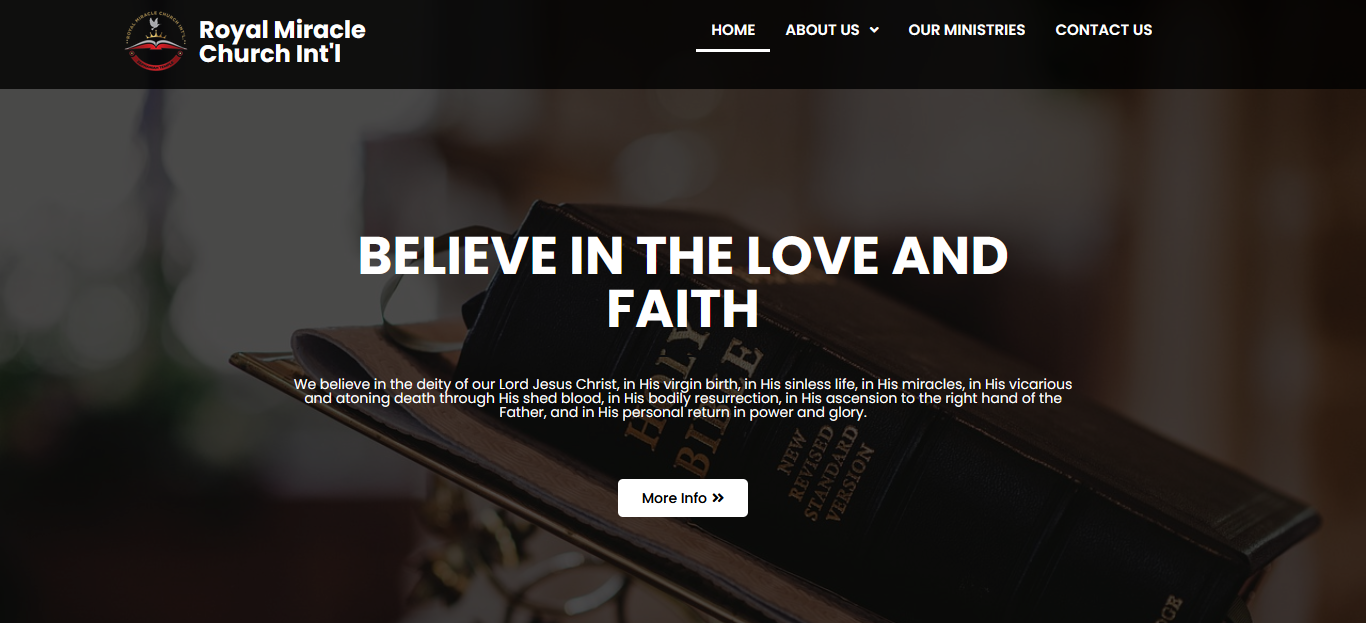 ROYAL MIRACLE CHURCH INT'L
Royal Miracle
Church Int'l
HOME
ABOUT US
OUR MINISTRIES
CONTACT US
BELIEVE IN THE LOVE AND
FAITH
We believe in the deity of our Lord Jesus Christ, in His virgin birth, in His sinless life, in His miracles, in His vicarious
and atoning death through His shed blood, in His bodily resurrection, in His ascension to the right hand of the
Father, and in His personal return in power and glory.
More Info
HOLY
BIBLE
NEW
REVISED
STANDARD
VERSION